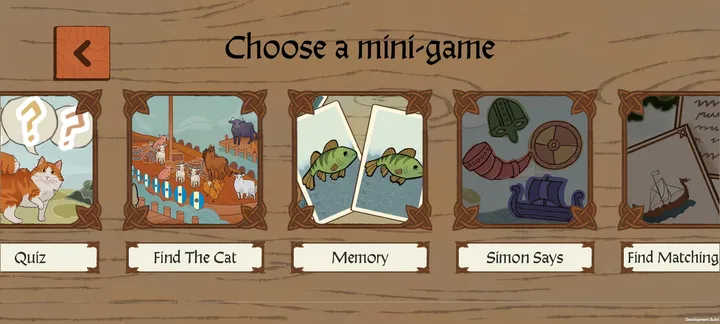 Choose a mini-game
? ?
Quiz
Find The Cat
Memory
Simon Says
Find Matching
Development Build